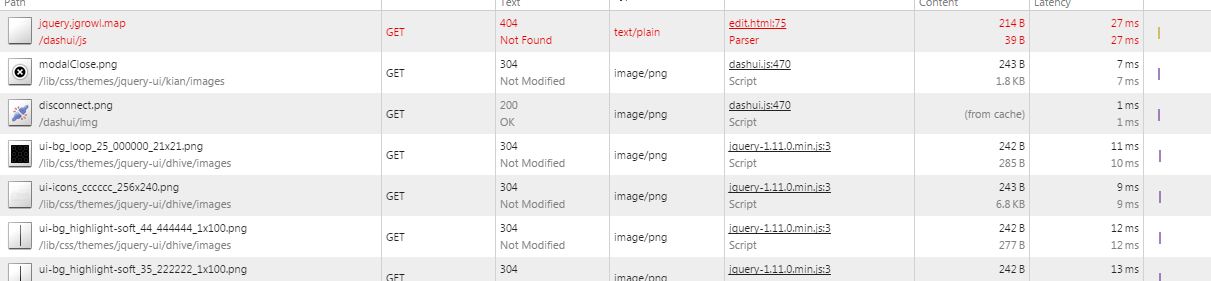 Path Text Content Latency
jquery.jgrowl.map GET 404 text/plain edit.html:75 214 B 27 ms
/dashui/js Not Found Parser 39 B 27 ms
modalClose.png GET 304 image/png dashui.js:470 243 B 7 ms
/lib/css/themes/jquery-ui/kian/images Not Modified Script 1.8 KB 7 ms
disconnect.png GET 200 image/png dashui.js:470 (from cache) 1 ms
/dashui/img OK Script 1 ms
ui-bg_loop_25_000000_21x21.png GET 304 image/png jquery-1.11.0.min.js:3 242 B 11 ms
/lib/css/themes/jquery-ui/dhive/images Not Modified Script 285 B 10 ms
ui-icons_cccccc_256x240.png GET 304 image/png jquery-1.11.0.min.js:3 243 B 9 ms
/lib/css/themes/jquery-ui/dhive/images Not Modified Script 6.8 KB 9 ms
ui-bg_highlight-soft_44_444444_1x100.png GET 304 image/png jquery-1.11.0.min.js:3 242 B 12 ms
/lib/css/themes/jquery-ui/dhive/images Not Modified Script 277 B 12 ms
ui-bg_highlight-soft_35_222222_1x100.png GET 304 image/png jquery-1.11.0.min.js:3 242 B 13 ms